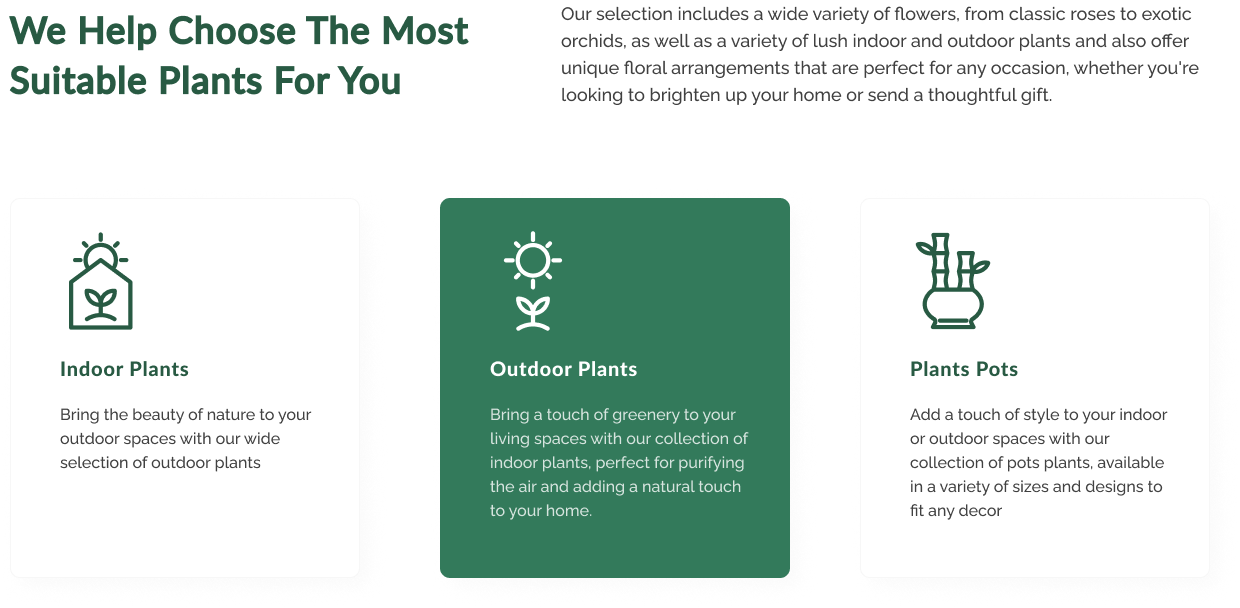 We Help Choose The Most
Suitable Plants For You
Our selection includes a wide variety of flowers, from classic roses to exotic
orchids, as well as a variety of lush indoor and outdoor plants and also offer
unique floral arrangements that are perfect for any occasion, whether you're
looking to brighten up your home or send a thoughtful gift.
Indoor Plants
Bring the beauty of nature to your
outdoor spaces with our wide
selection of outdoor plants
Outdoor Plants
Bring a touch of greenery to your
living spaces with our collection of
indoor plants, perfect for purifying
the air and adding a natural touch
to your home.
Plants Pots
Add a touch of style to your indoor
or outdoor spaces with our
collection of pots plants, available
in a variety of sizes and designs to
fit any decor